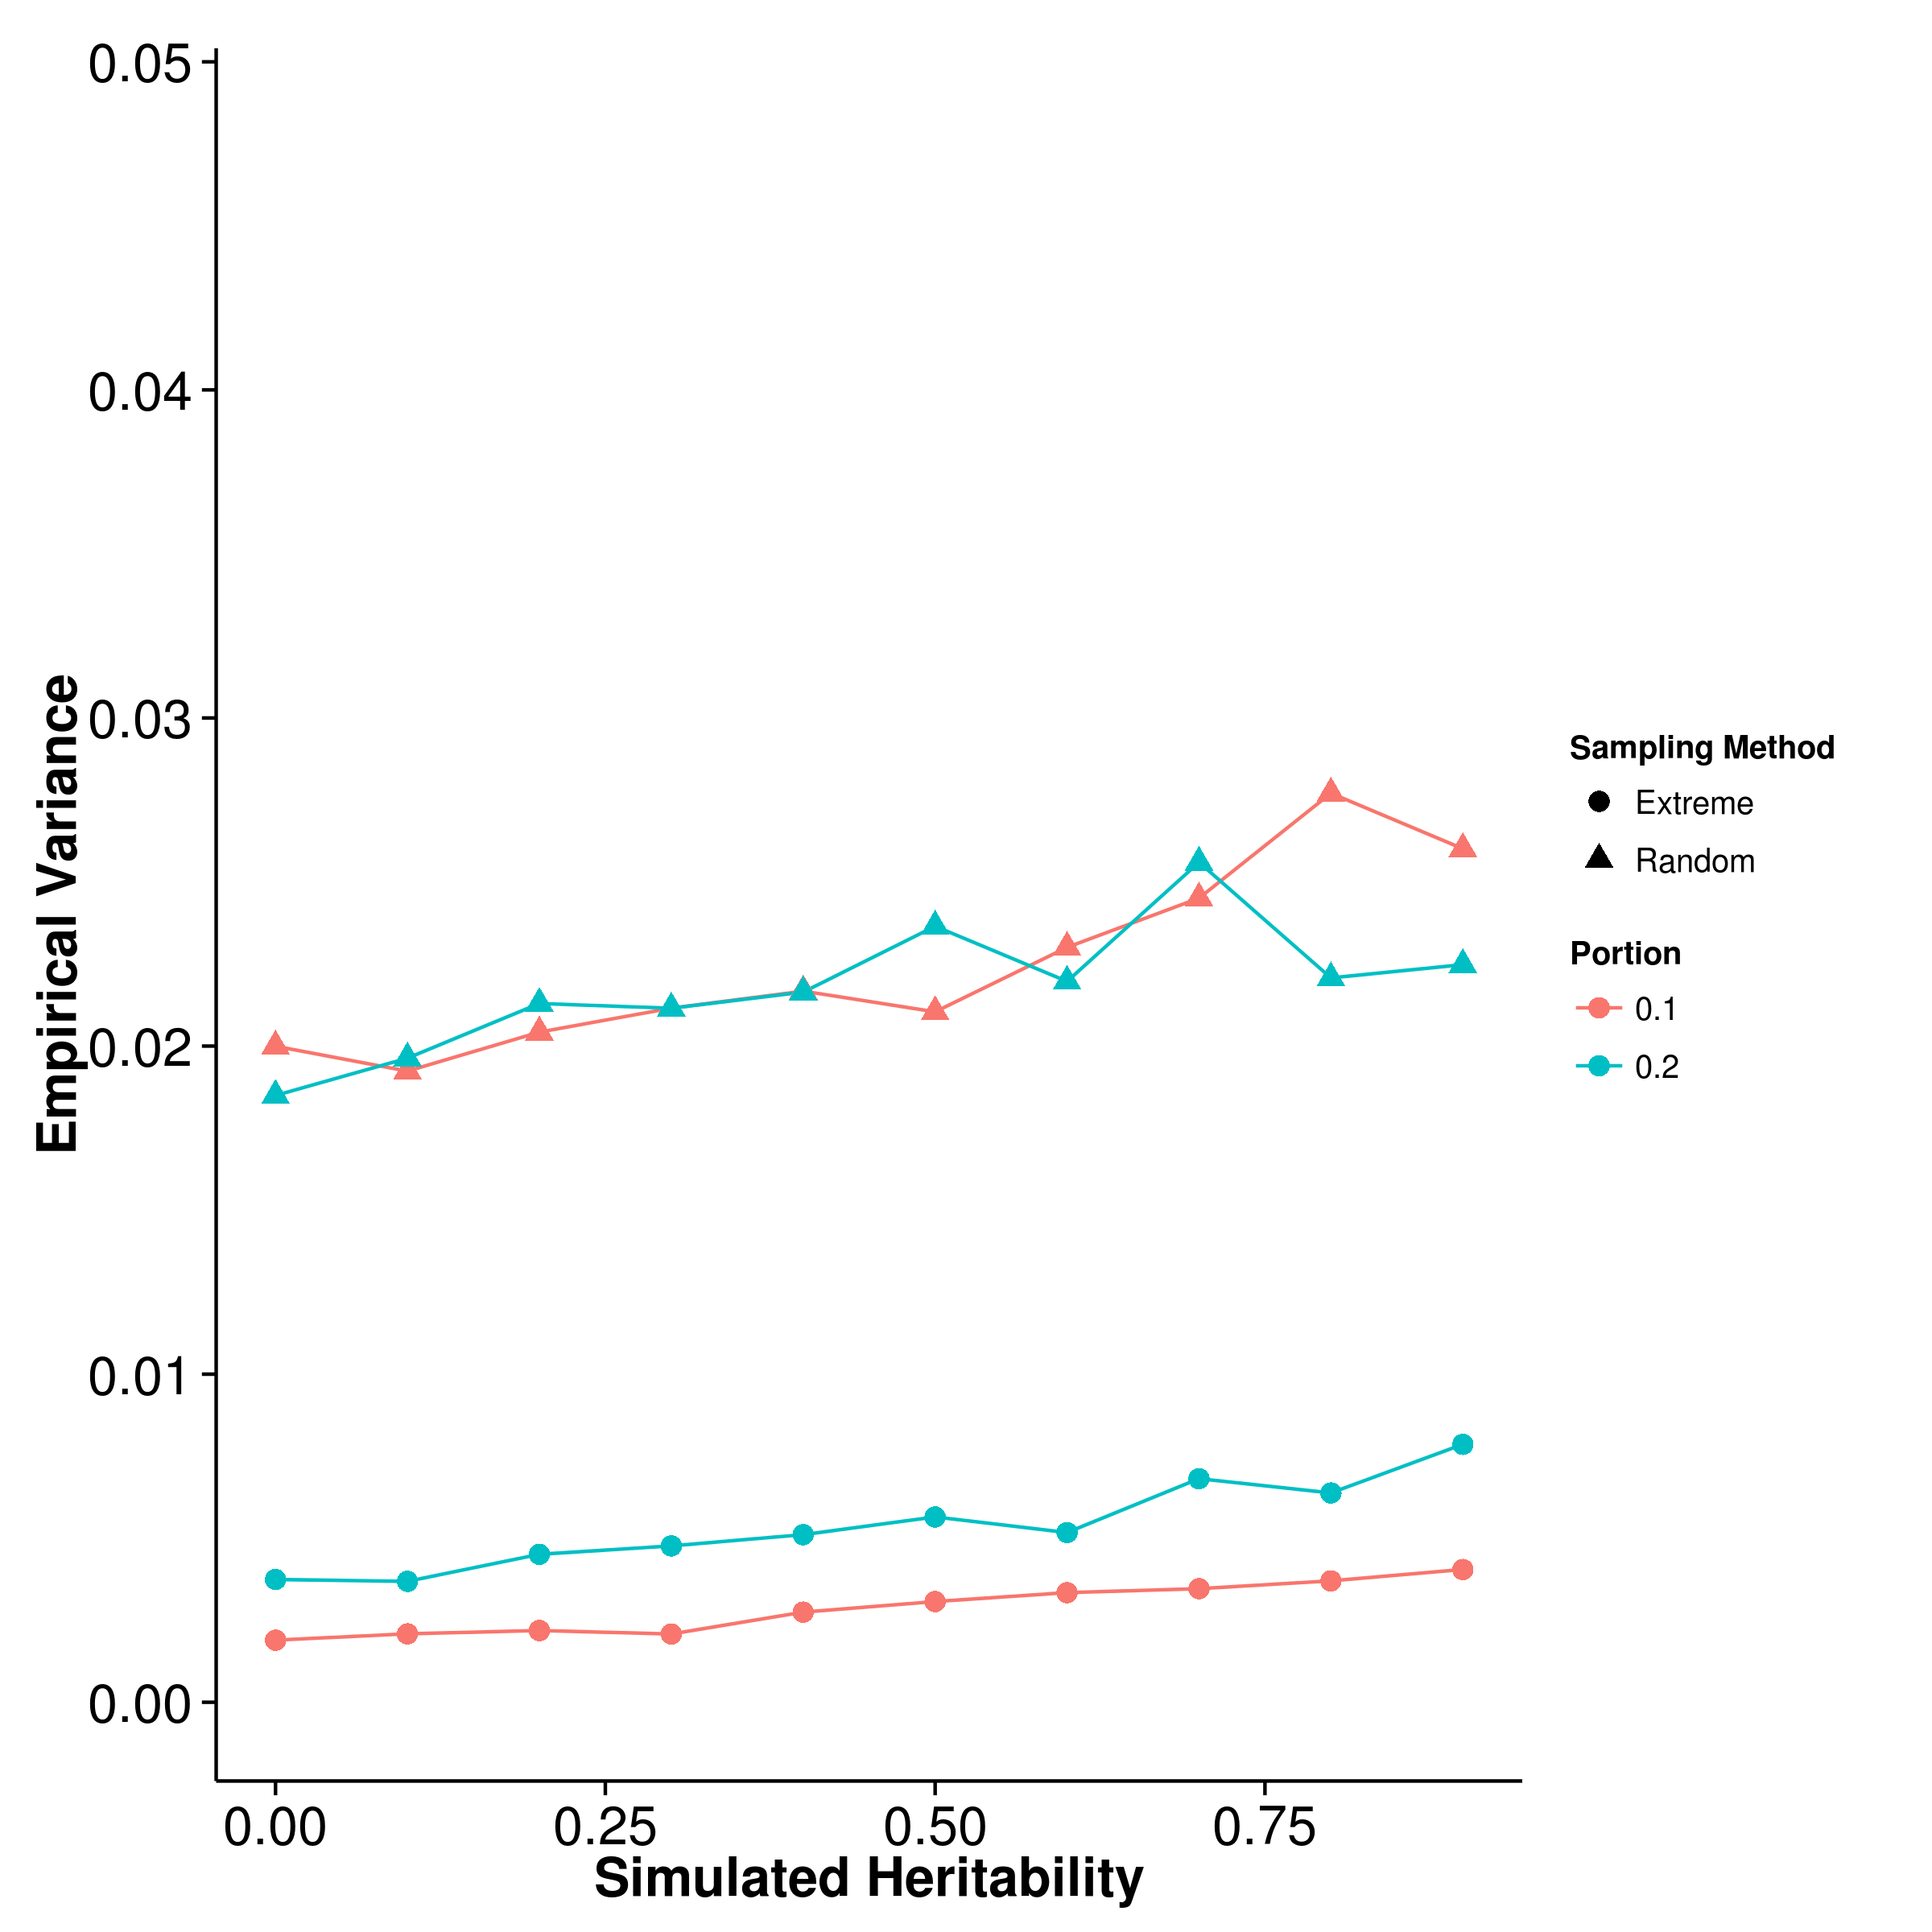 0.05
0.04
0.03
0.02
0.01
0.00
Empirical Variance
0.00 0.25 0.50 0.75
Simulated Heritability
Sampling Method
Extreme
Random
Portion
0.1
0.2